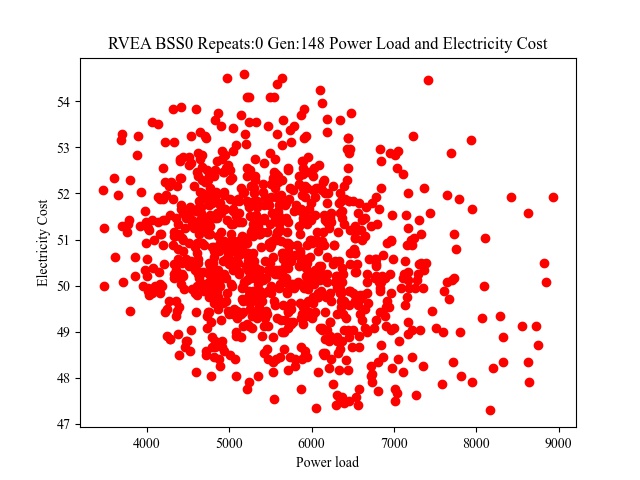 RVEA BSS0 Repeats:0 Gen:148 Power Load and Electricity Cost
54
53
52
51
50
49
48
47
Electricity Cost
4000 5000 6000 7000 8000 9000
Power load